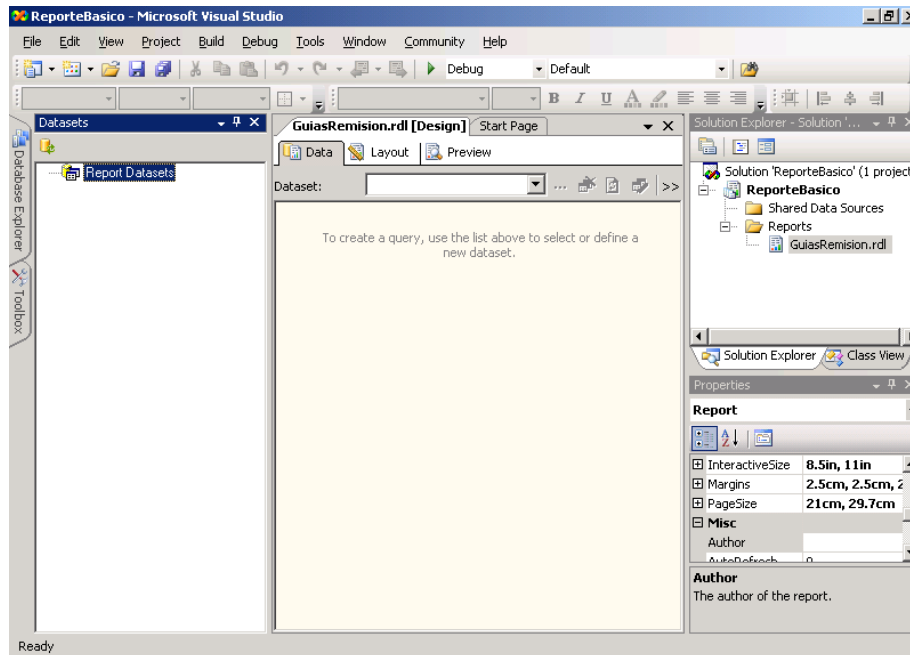 ReporteBasico - Microsoft Visual Studio
File Edit View Project Build Debug Tools Window Community Help
Debug Default
B I U A
Datasets
Report Datasets
Database Explorer
Toolbox
GuiasRemision.rdl [Design] Start Page
Data Layout Preview
Dataset: ... >>
To create a query, use the list above to select or define a
new dataset.
Solution Explorer - Solution '...
Solution 'ReporteBasico' (1 project
ReporteBasico
Shared Data Sources
Reports
GuiasRemision.rdl
Solution Explorer Class View
Properties
Report
InteractiveSize 8.5in, 11in
Margins 2.5cm, 2.5cm, 2
PageSize 21cm, 29.7cm
Misc
Author
AutoRefresh 0
Author
The author of the report.
Ready